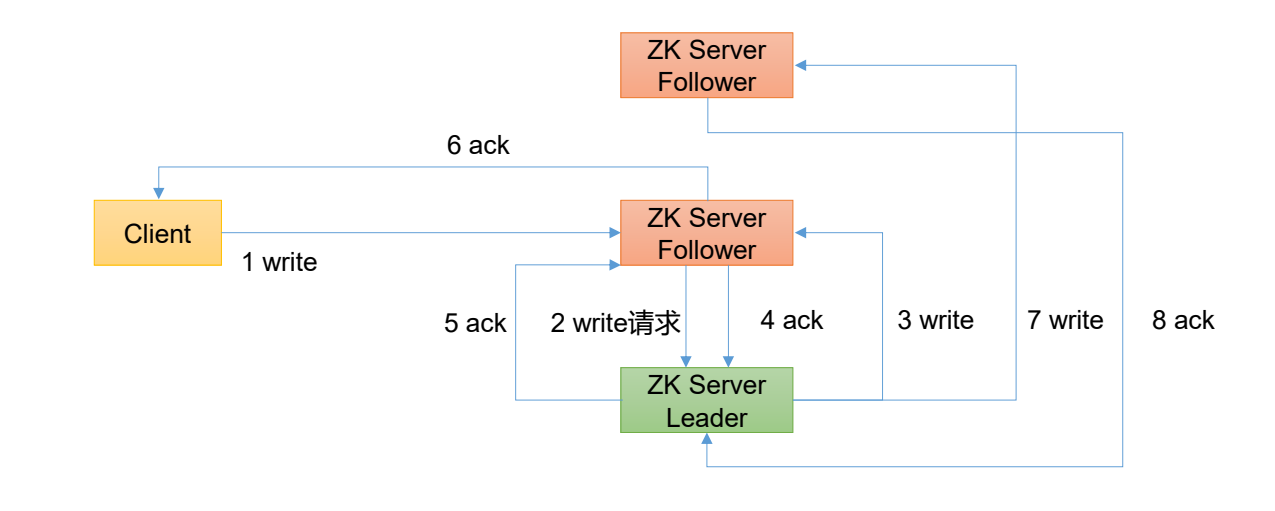 ZK Server
Follower
6 ack
Client
ZK Server
Follower
1 write
5 ack
2 write请求
4 ack
3 write
7 write
8 ack
ZK Server
Leader